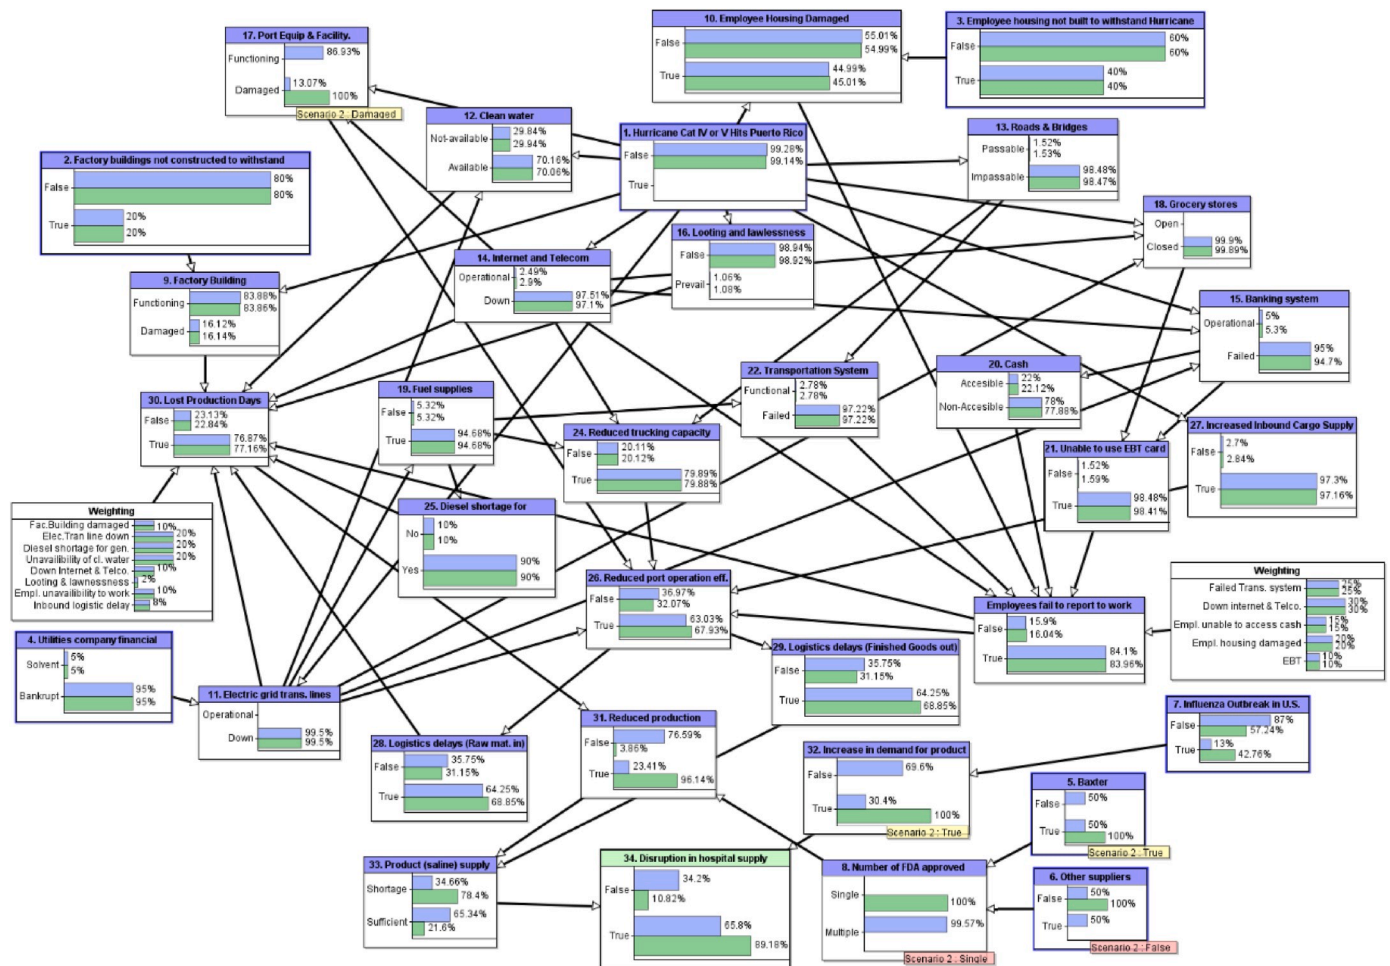 10. Employee Housing Damaged
False
55.01%
54.99%
True
44.99%
45.01%
3. Employee housing not built to withstand Hurricane
False
60%
60%
True
40%
40%
17. Port Equip & Facility.
Functioning
86.93%
Damaged
13.07%
100%
Scenario 2 : Damaged
12. Clean water
Not-available
29.84%
29.94%
Available
70.16%
70.06%
1. Hurricane Cat IV or V Hits Puerto Rico
False
99.28%
99.14%
True
13. Roads & Bridges
Passable
1.52%
1.53%
Impassable
98.48%
98.47%
2. Factory buildings not constructed to withstand
False
80%
80%
True
20%
20%
18. Grocery stores
Open
Closed
99.9%
99.89%
16. Looting and lawlessness
False
98.94%
98.92%
Prevail
1.06%
1.08%
14. Internet and Telecom
Operational
2.49%
2.9%
Down
97.51%
97.1%
9. Factory Building
Functioning
83.88%
83.86%
Damaged
16.12%
16.14%
15. Banking system
Operational
5%
5.3%
Failed
95%
94.7%
22. Transportation System
Functional
2.78%
2.78%
Failed
97.22%
97.22%
20. Cash
Accesible
22%
22.12%
Non-Accesible
78%
77.88%
19. Fuel supplies
False
5.32%
5.32%
True
94.68%
94.68%
30. Lost Production Days
False
23.13%
22.84%
True
76.87%
77.16%
24. Reduced trucking capacity
False
20.11%
20.12%
True
79.89%
79.88%
27. Increased Inbound Cargo Supply
False
2.7%
2.84%
True
97.3%
97.16%
21. Unable to use EBT card
False
1.52%
1.59%
True
98.48%
98.41%
25. Diesel shortage for
No
10%
10%
Yes
90%
90%
Weighting
Fac.Building damaged 10%
Elec.Tran line down 20%
Diesel shortage for gen. 20%
Unavailibility of cl. water 20%
Down Internet & Telco. 10%
Looting & lawnessness 2%
Empl. unavailibility to work 10%
Inbound logistic delay 8%
26. Reduced port operation eff.
False
36.97%
32.07%
True
63.03%
67.93%
Employees fail to report to work
False
15.9%
16.04%
True
84.1%
83.96%
Weighting
Failed Trans. system 25%
25%
Down internet & Telco. 30%
30%
Empl. unable to access cash 15%
15%
Empl. housing damaged 20%
20%
EBT 10%
10%
4. Utilities company financial
Solvent
5%
5%
Bankrupt
95%
95%
29. Logistics delays (Finished Goods out)
False
35.75%
31.15%
True
64.25%
68.85%
11. Electric grid trans. lines
Operational
Down
99.5%
99.5%
7. Influenza Outbreak in U.S.
False
87%
57.24%
True
13%
42.76%
31. Reduced production
False
76.59%
3.86%
True
23.41%
96.14%
28. Logistics delays (Raw mat. in)
False
35.75%
31.15%
True
64.25%
68.85%
32. Increase in demand for product
False
69.6%
True
30.4%
100%
Scenario 2 : True
5. Baxter
False
50%
True
50%
100%
Scenario 2 : True
33. Product (saline) supply
Shortage
34.66%
78.4%
Sufficient
65.34%
21.6%
34. Disruption in hospital supply
False
34.2%
10.82%
True
65.8%
89.18%
8. Number of FDA approved
Single
100%
Multiple
99.57%
Scenario 2 : Single
6. Other suppliers
False
50%
100%
True
50%
Scenario 2 : False